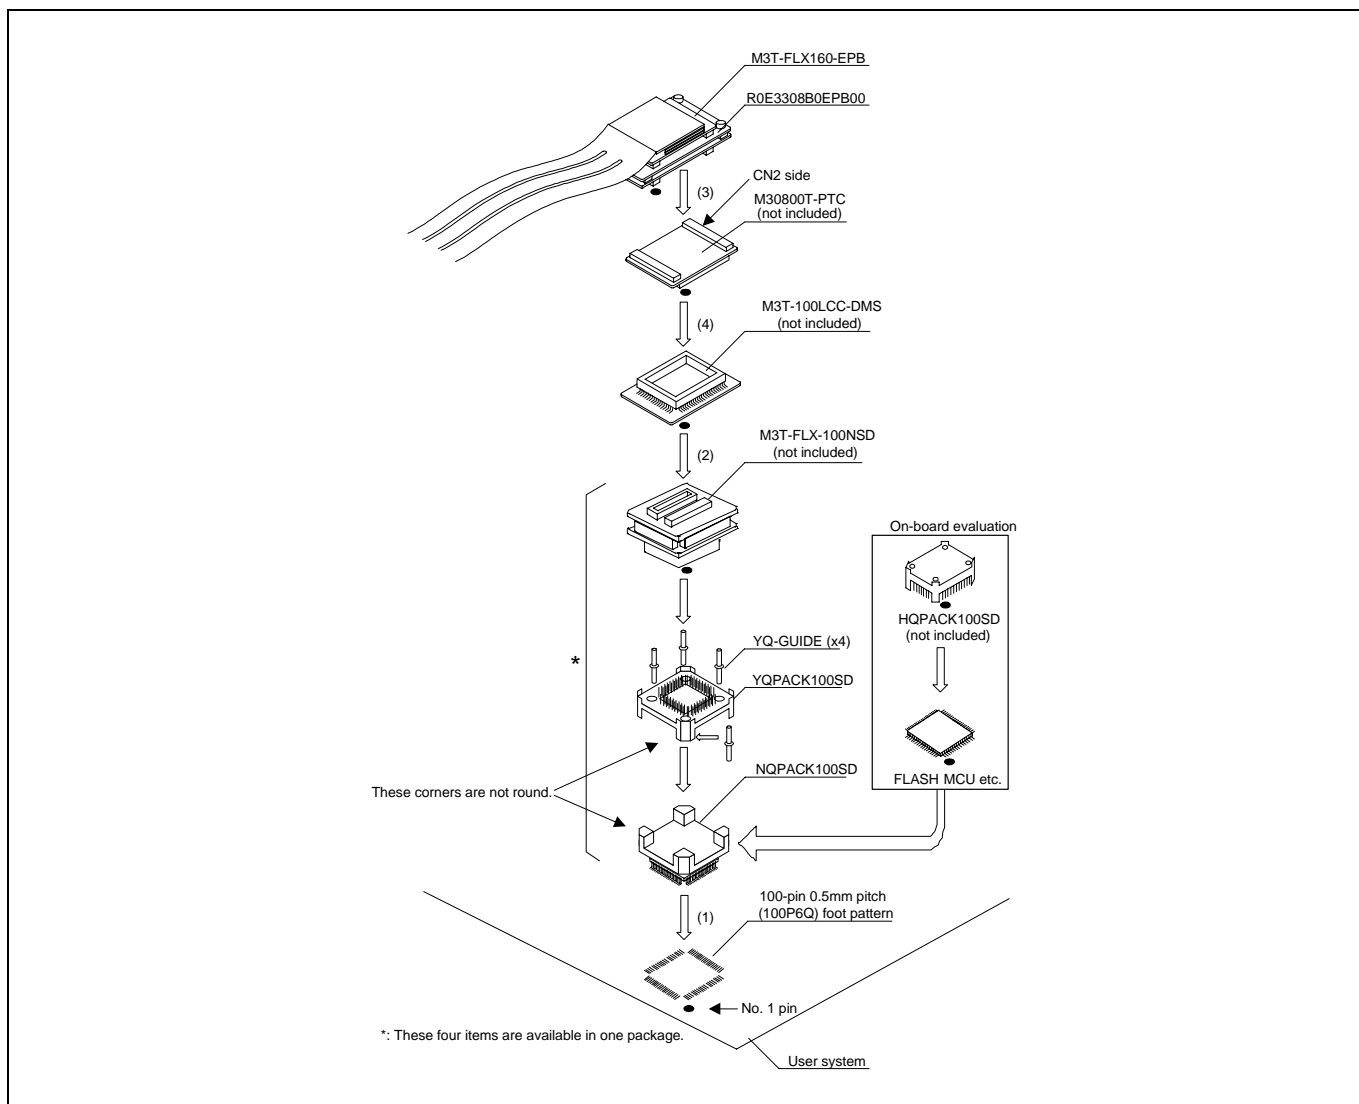 M3T-FLX160-EPB
R0E3308B0EPB00
(3)
CN2 side
M30800T-PTC
(not included)
(4)
M3T-100LCC-DMS
(not included)
(2)
M3T-FLX-100NSD
(not included)
On-board evaluation
HQPACK100SD
(not included)
FLASH MCU etc.
*
YQ-GUIDE (x4)
YQPACK100SD
NQPACK100SD
These corners are not round.
(1)
100-pin 0.5mm pitch
(100P6Q) foot pattern
No. 1 pin
*: These four items are available in one package.
User system